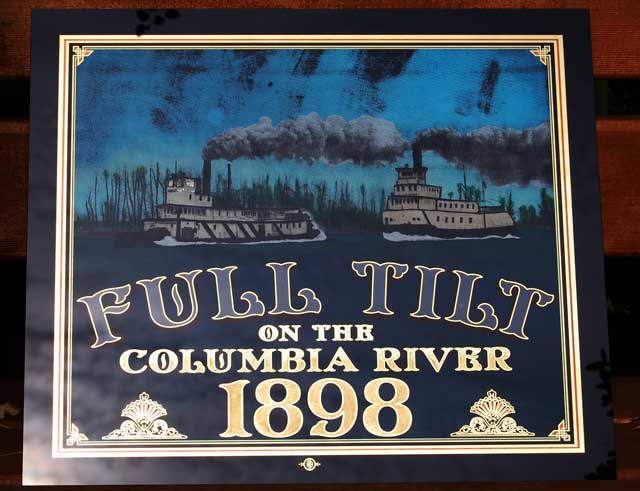 FULL TILT
ON THE
COLUMBIA RIVER
1898